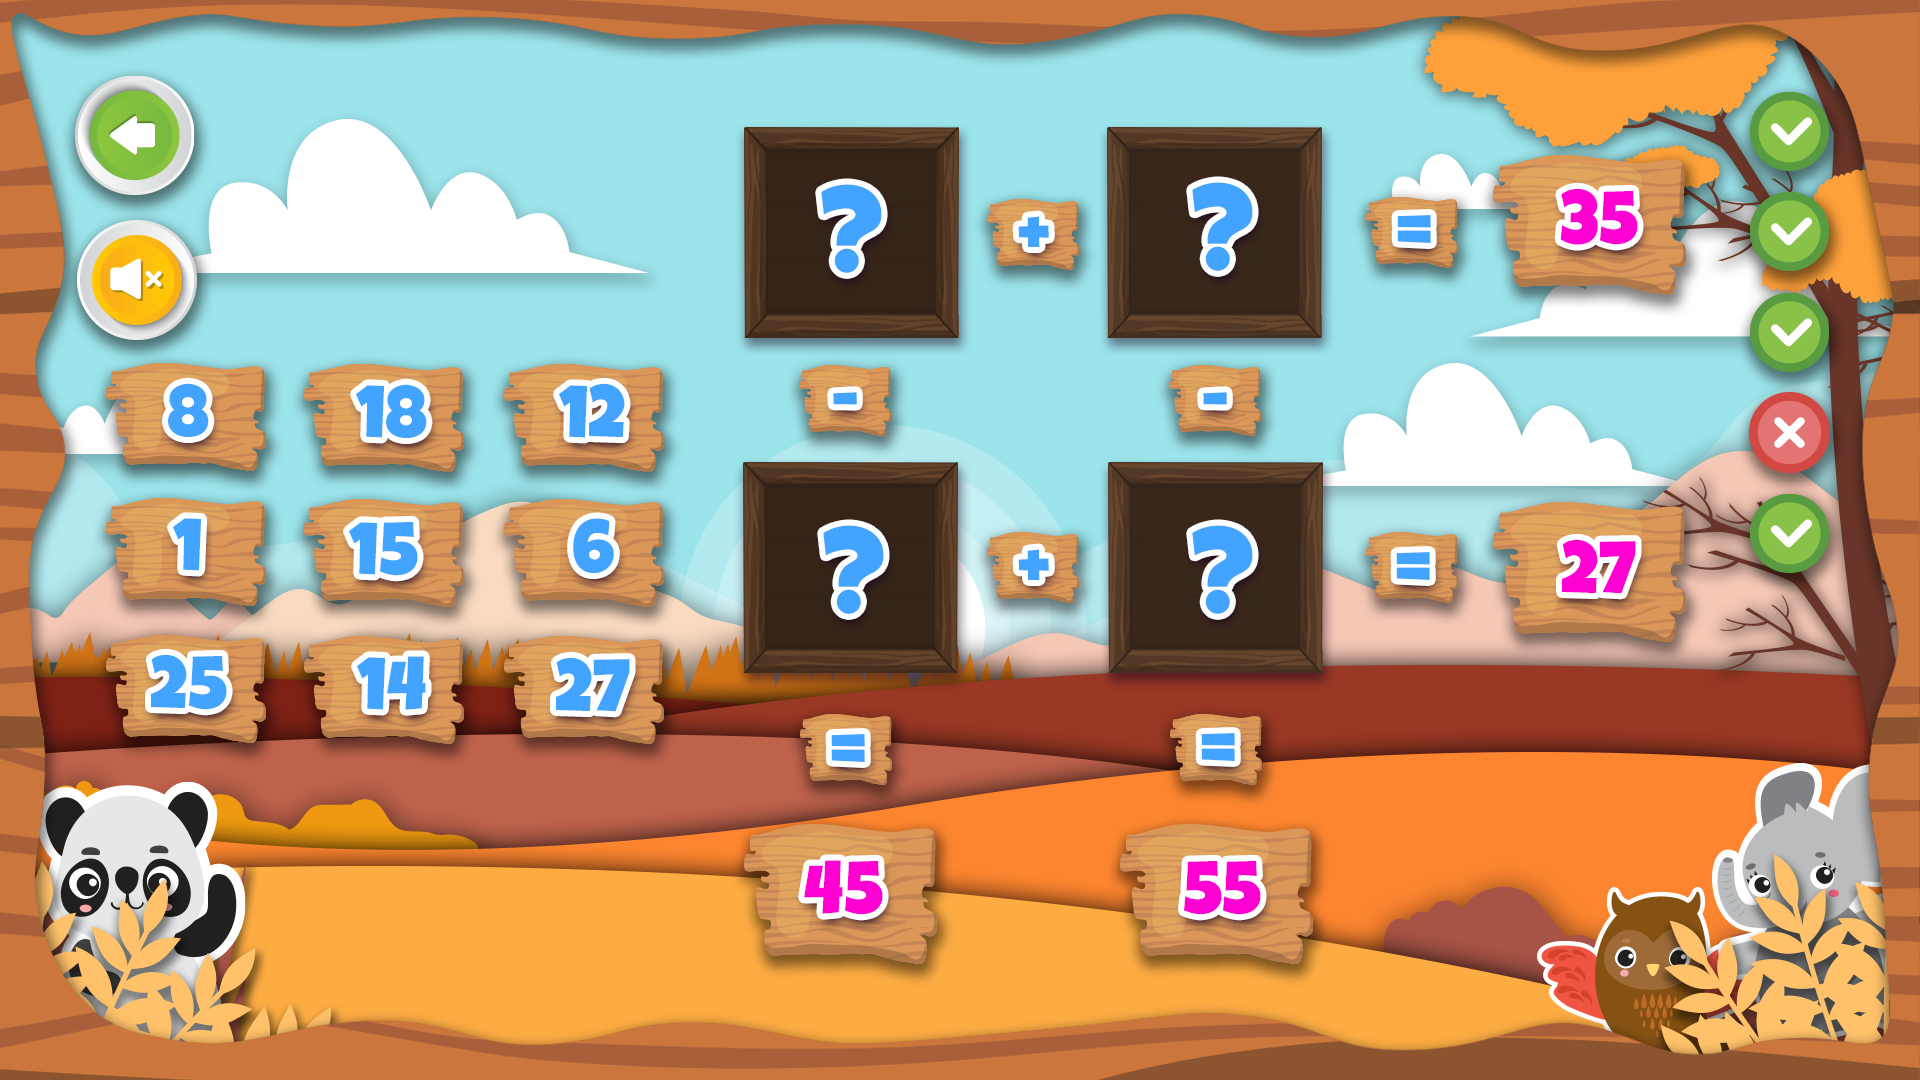 ? + ? = 35
- -
? + ? = 27
= =
45 55
8 18 12
1 15 6
25 14 27